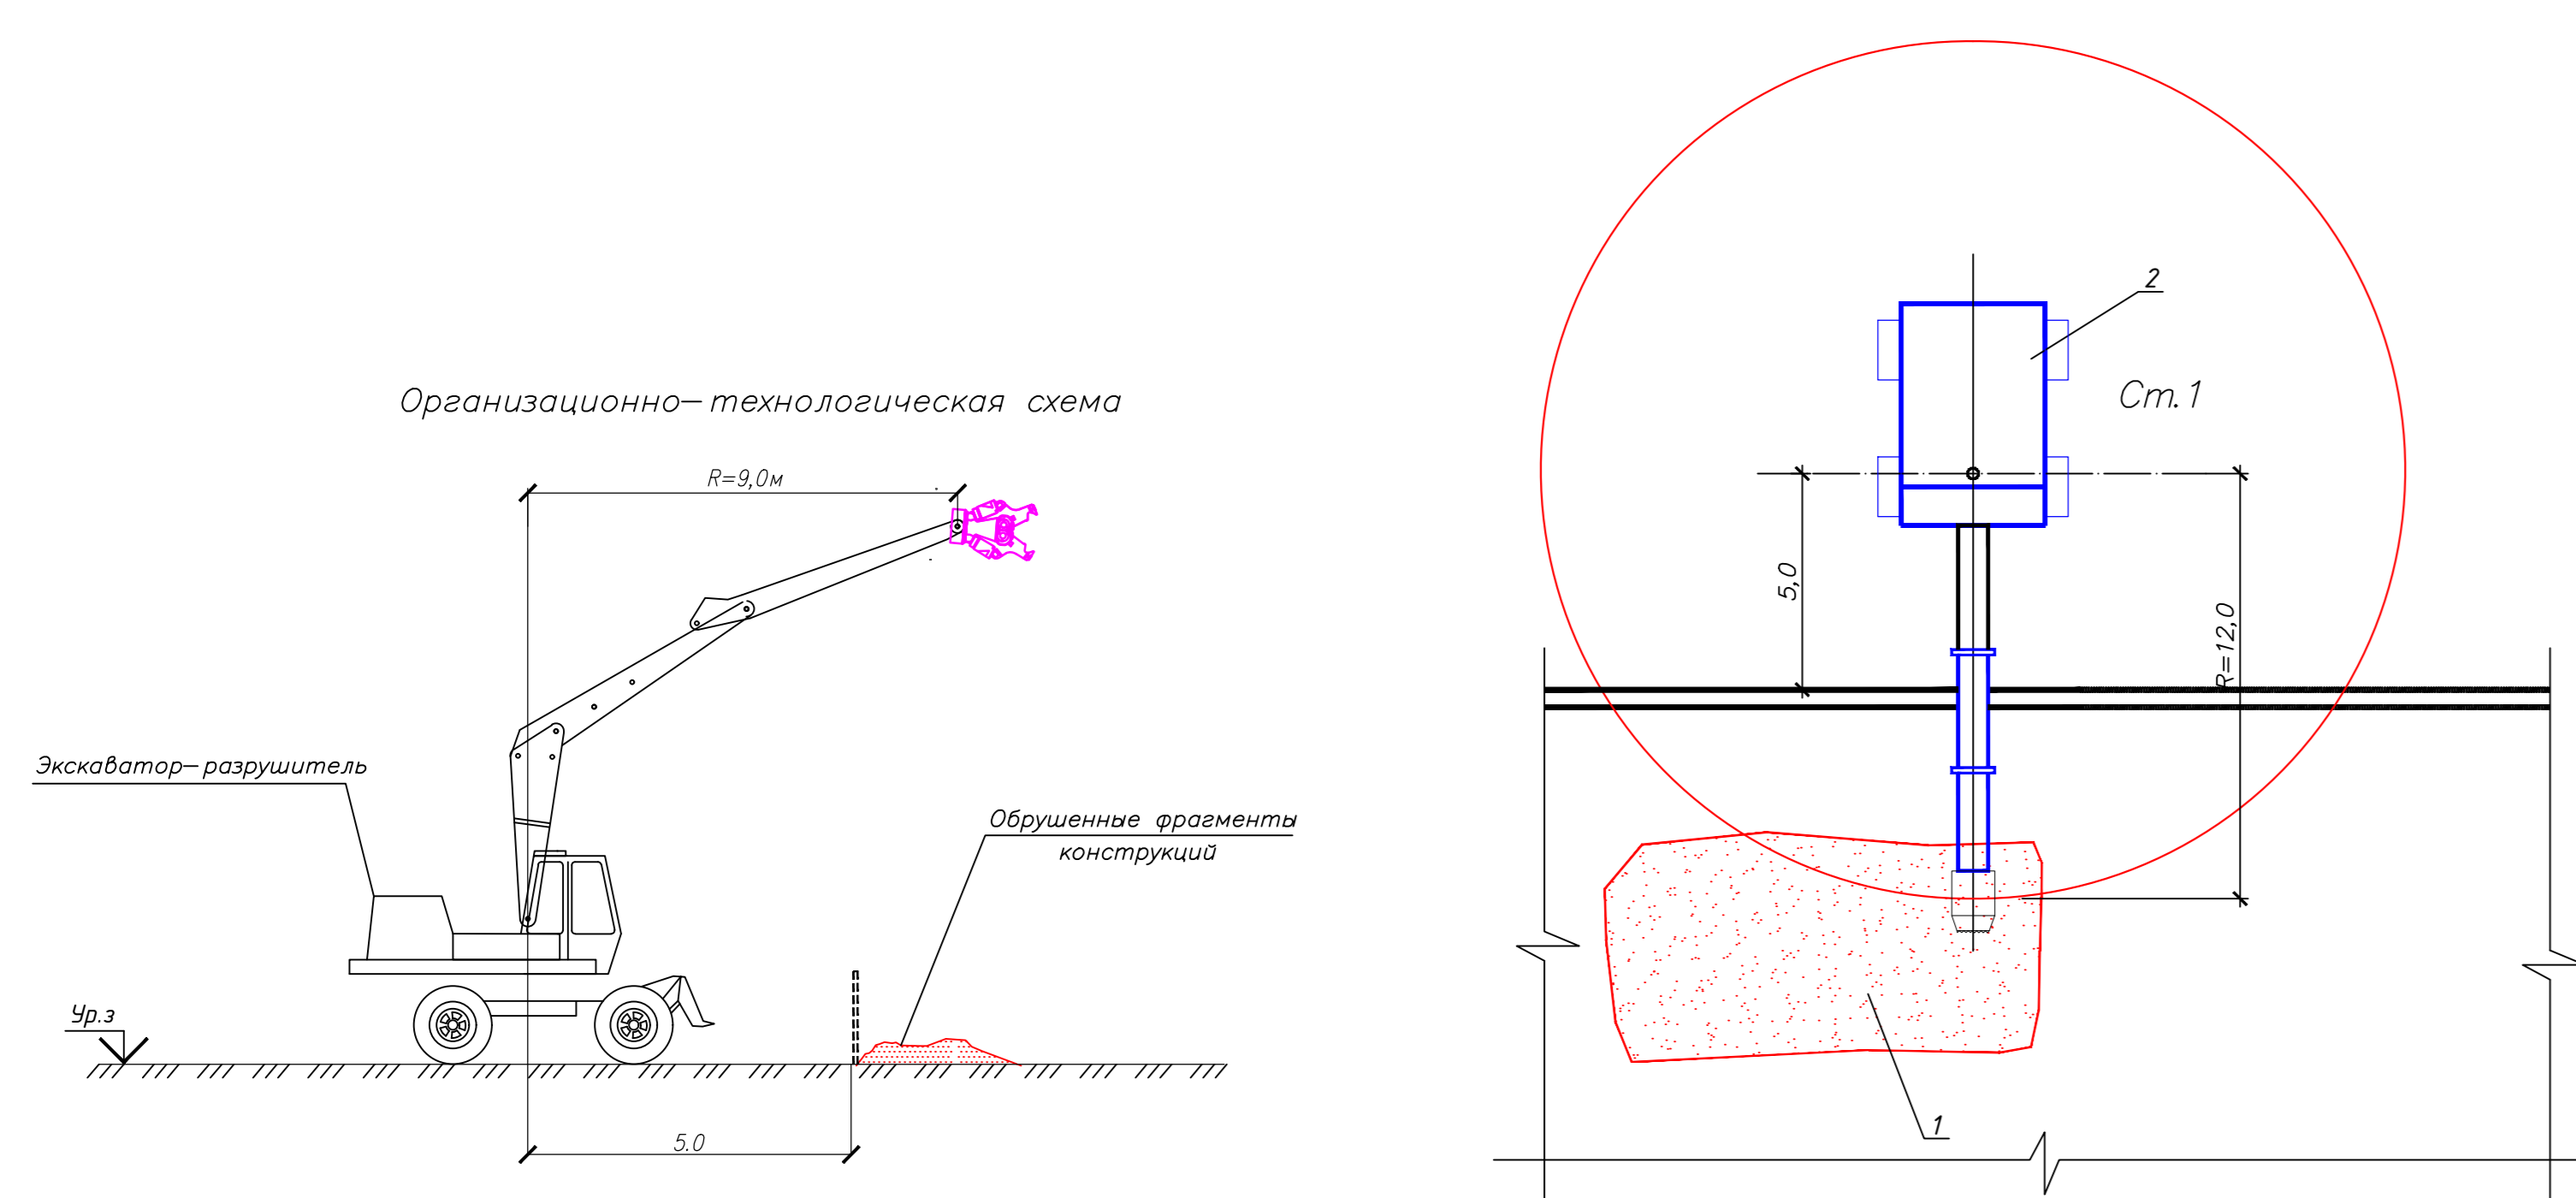 Организационно-технологическая схема
R=9,0м
Экскаватор-разрушитель
Обрушенные фрагменты
конструкций
Ур.з
5.0
2
Ст.1
5,0
R=12,0
1